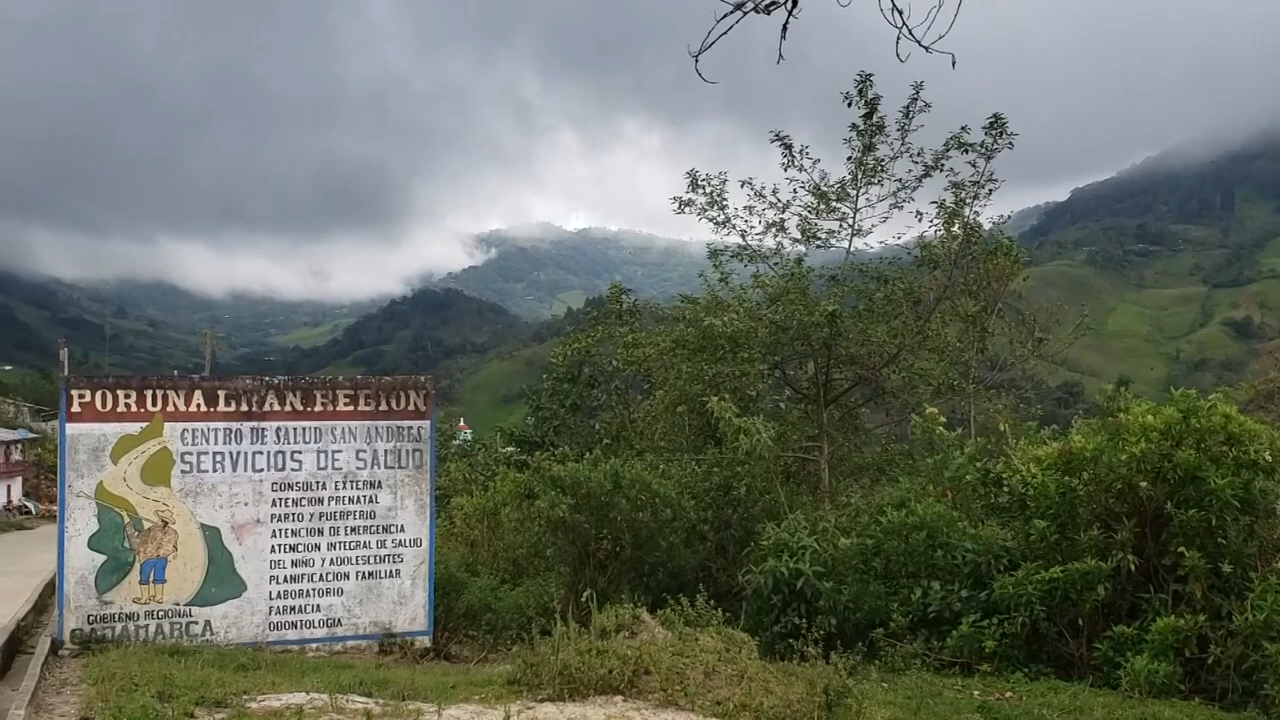 POR.UNA.GRAN.REGION
CENTRO DE SALUD SAN ANDRES
SERVICIOS DE SALUD
CONSULTA EXTERNA
ATENCION PRENATAL
PARTO Y PUERPERIO
ATENCION DE EMERGENCIA
ATENCION INTEGRAL DE SALUD
DEL NIÑO Y ADOLESCENTES
PLANIFICACION FAMILIAR
LABORATORIO
FARMACIA
ODONTOLOGIA
GOBIERNO REGIONAL
CAJAMARCA